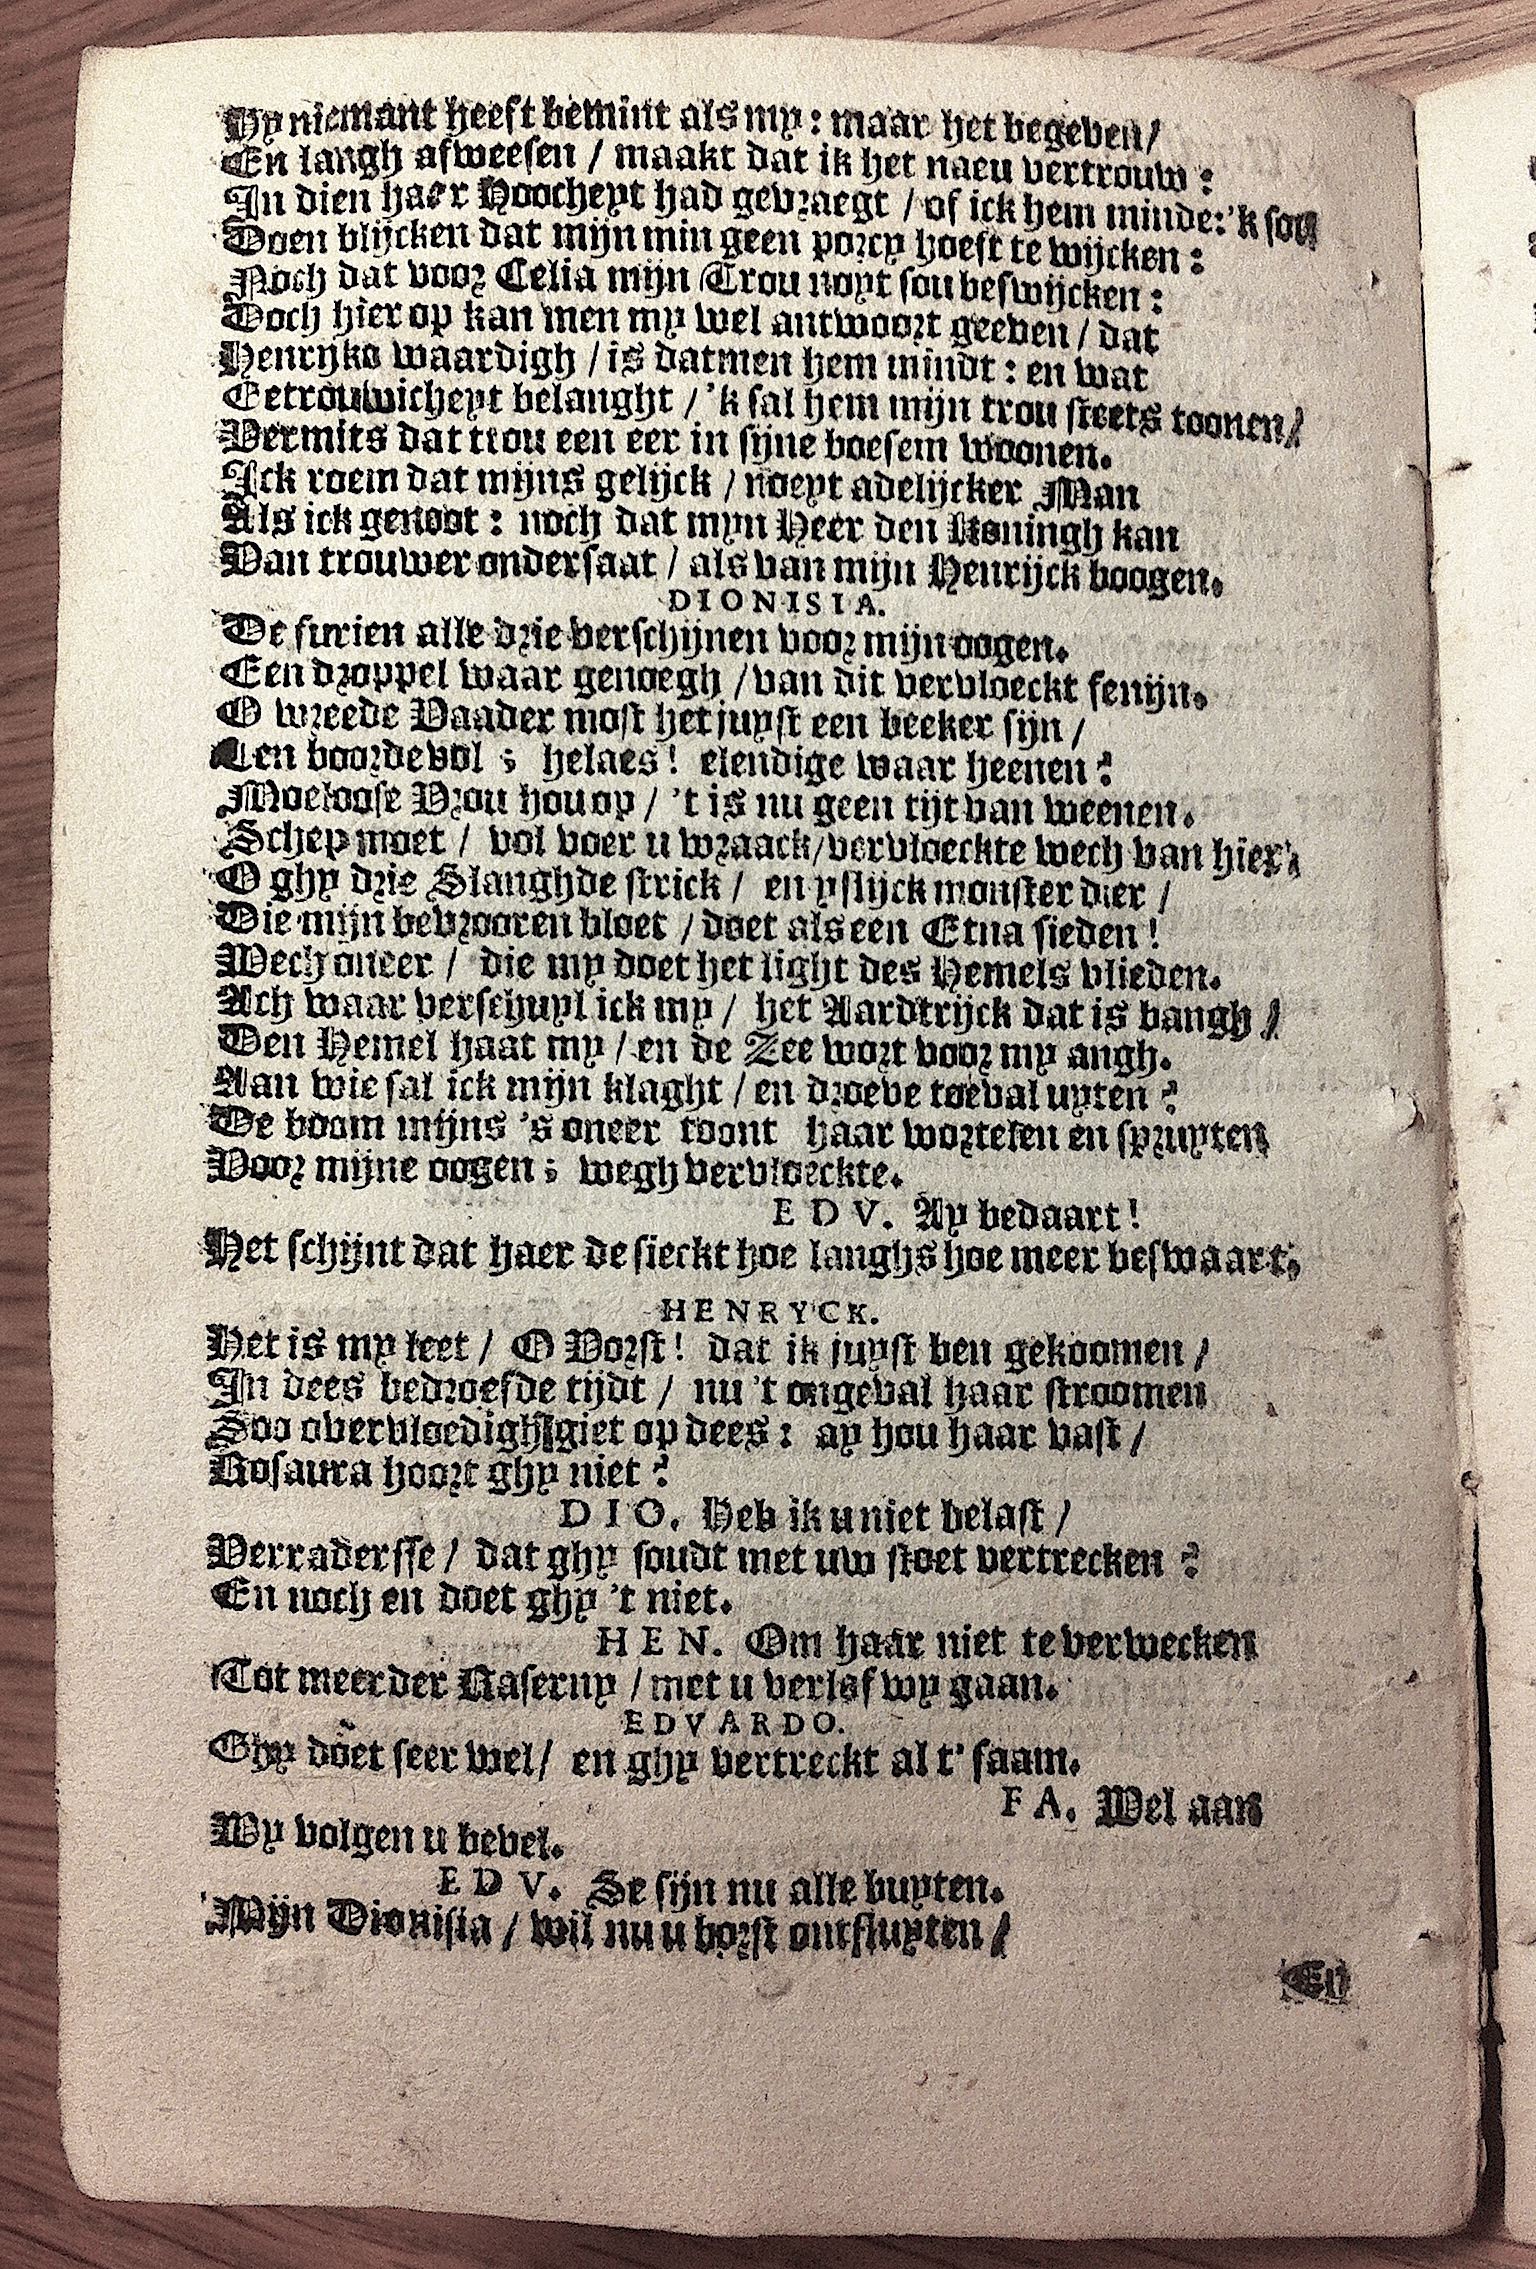 Hy niemant heeft bemint als my : maar het begeven /
En langh afweesen / maakt dat ik het naeu vertrouw :
In dien haer Hoocheyt had gevraegt / of ick hem minde: 'k sou
Doen blijcken dat mijn min geen porcy hoeft te wijcken :
Noch dat voor Celia mijn Trou noyt sou beswijcken :
Doch hier op kan men my wel antwoort geeven / dat
Henrijko waardigh / is datmen hem mindt : en wat
Getrouwicheyt belanght / 'k sal hem mijn trou steets toonen /
Vermits dat trou een eer in sijne boesem woonen.
Ick roem dat mijns gelijck / noeyt adelijcker Man
Als ick genoot : noch dat myn Heer den Koningh kan
Van trouwer ondersaat / als van mijn Henrijck boogen.
DIONISIA.
De furien alle drie verschijnen voor mijn oogen.
Een droppel waar genoegh / van dit vervloeckt fenijn.
O wreede Vaader most het juyst een beeker sijn /
Een boordevol ; helaes ! elendige waar heenen ?
Moeloose Vrou hou op / 't is nu geen tijt van weenen.
Schep moet / vol voer u wraack / vervloeckte wech van hier,
O ghy drie Slanghde strick / en yslijck monster dier /
Die mijn bevrooren bloet / doet als een Etna sieden !
Wech oneer / die my doet het light des Hemels vlieden.
Ach waar verschuyl ick my / het Aardtrijck dat is bangh /
Den Hemel haat my / en de Zee wort voor my angh.
Aan wie sal ick mijn klaght / en droeve toeval uyten ?
De boom mijns 's oneer toont haar wortelen en spruyten
Voor mijne oogen ; wegh vervloeckte.
EDV. Ay bedaart !
Het schijnt dat haer de sieckt hoe langhs hoe meer beswaart.
HENRYCK.
Het is my leet / O Vorst ! dat ik juyst ben gekoomen /
In dees bedroefde tijdt / nu 't ongeval haar stroomen
Soo overvloedigh giet op dees : ay hou haar vast /
Rosaura hoort ghy niet ?
DIO. Heb ik u niet belast /
Verradersse / dat ghy soudt met uw stoet vertrecken ?
En noch en doet ghy 't niet.
HEN. Om haar niet te verwecken
Tot meerder Raserny / met u verlof wy gaan.
EDVARDO.
Ghy doet seer wel / en ghy vertreckt al t' saam.
FA. Wel aan
Wy volgen u bevel.
EDV. Se sijn nu alle buyten.
Mijn Dionisia / wil nu u borst ontsluyten /
En